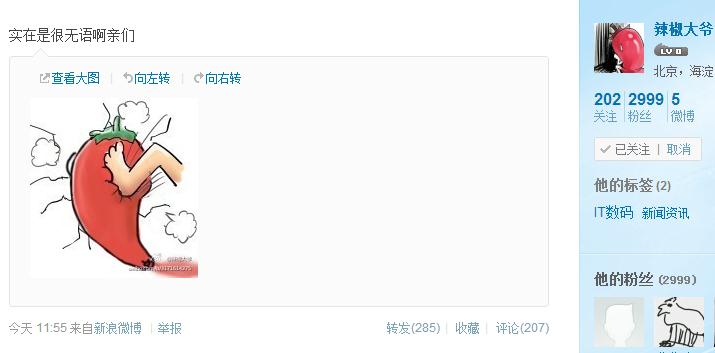 实在是很无语啊亲们
查看大图 | 向左转 | 向右转
今天 11:55 来自新浪微博 | 举报
转发(285) | 收藏 | 评论(207)
辣椒大爷
LV 0
北京，海淀
202 2999 5
关注 粉丝 微博
已关注 | 取消
他的标签 (2)
IT数码 新闻资讯
他的粉丝 (2999)